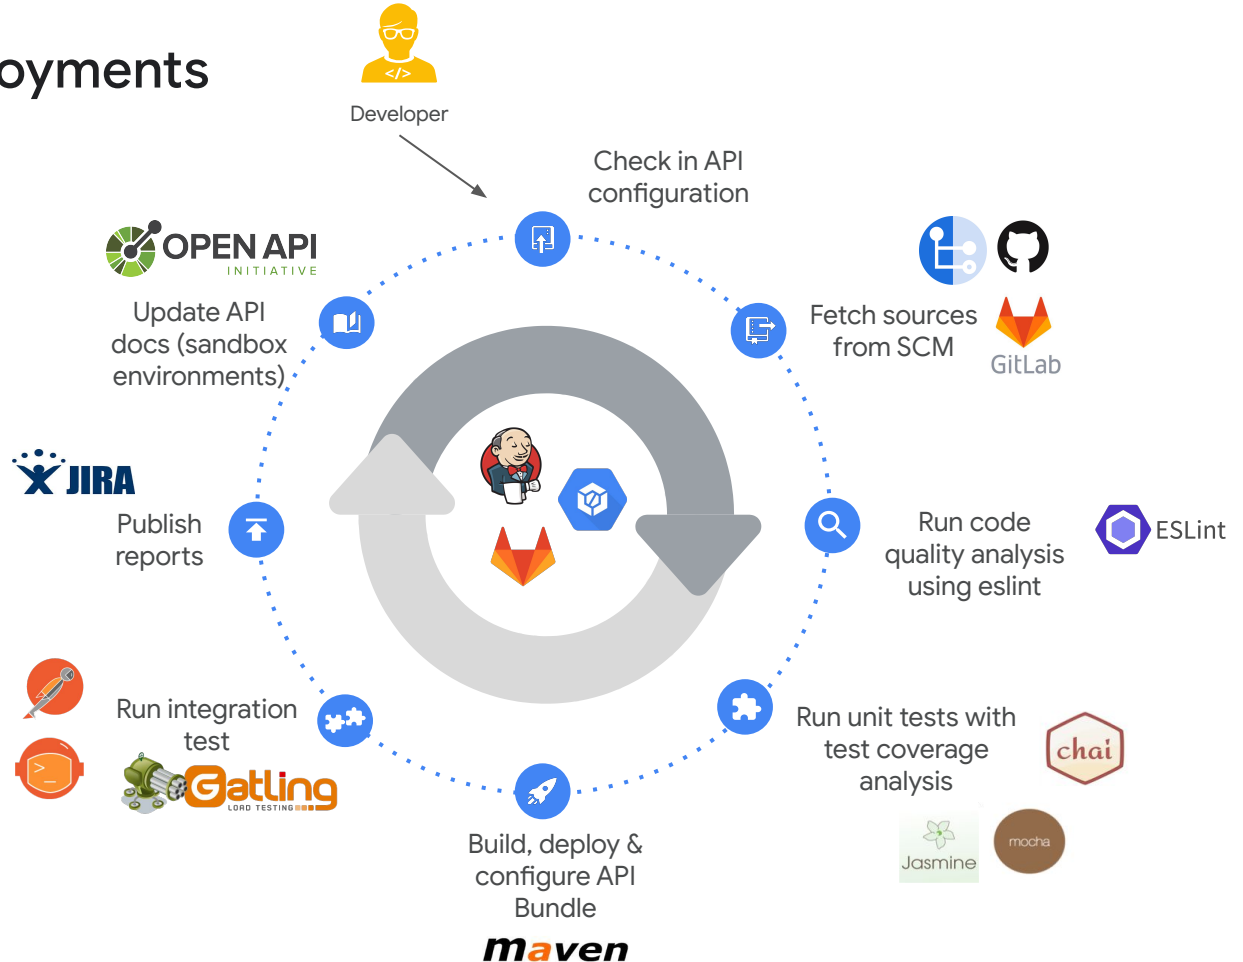 oyments
</>
Developer
Check in API
configuration
OPEN API
INITIATIVE
Update API
docs (sandbox
environments)
Fetch sources
from SCM
GitLab
JIRA
Publish
reports
Run code
quality analysis
using eslint
ESLint
Run integration
test
>_
Gatling
LOAD TESTING
Run unit tests with
test coverage
analysis
chai
Jasmine
mocha
Build, deploy &
configure API
Bundle
maven